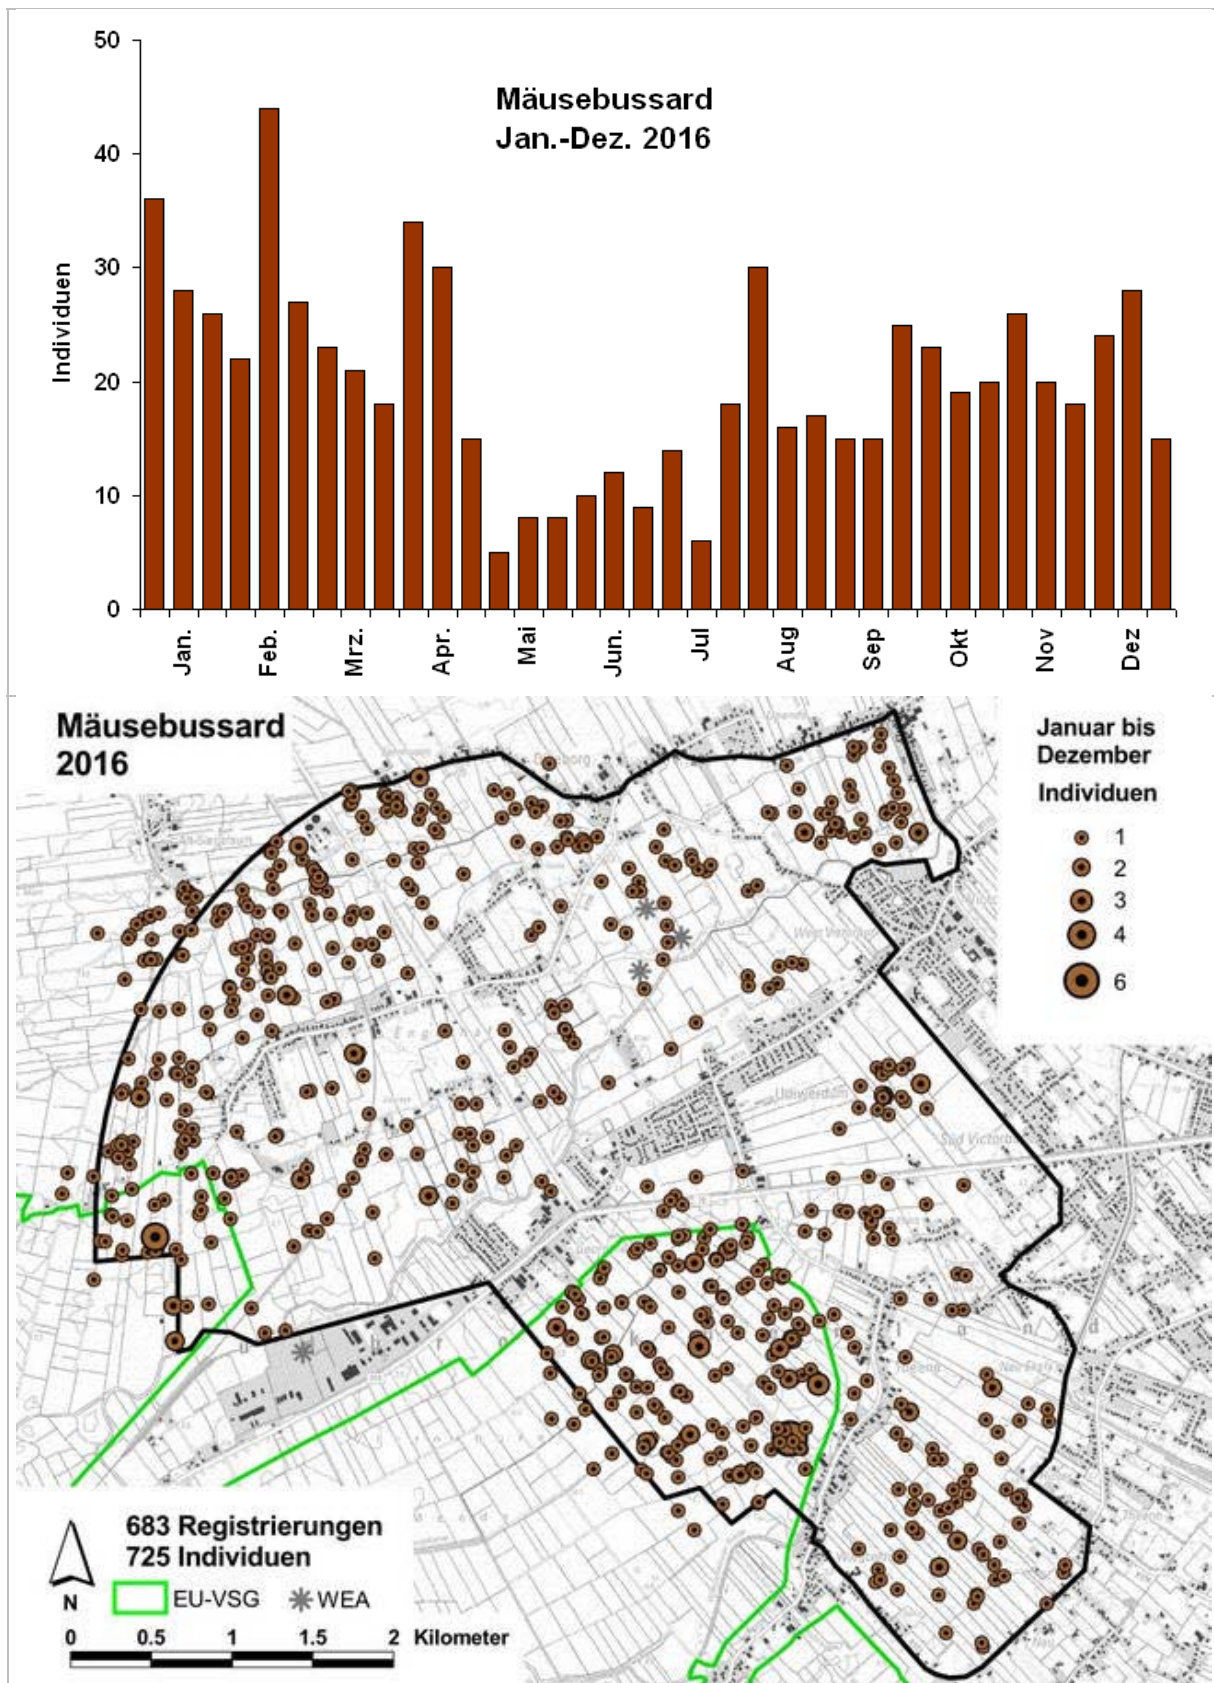 50
Mäusebussard
Jan.-Dez. 2016
40
30
Individuen
20
10
0
Jan.
Feb.
Mrz.
Apr.
Mai
Jun.
Jul
Aug
Sep
Okt
Nov
Dez
Mäusebussard
2016
Januar bis
Dezember
Individuen
1
2
3
4
6
Uthwerdum
683 Registrierungen
725 Individuen
EU-VSG
WEA
N
0
0.5
1
1.5
2
Kilometer